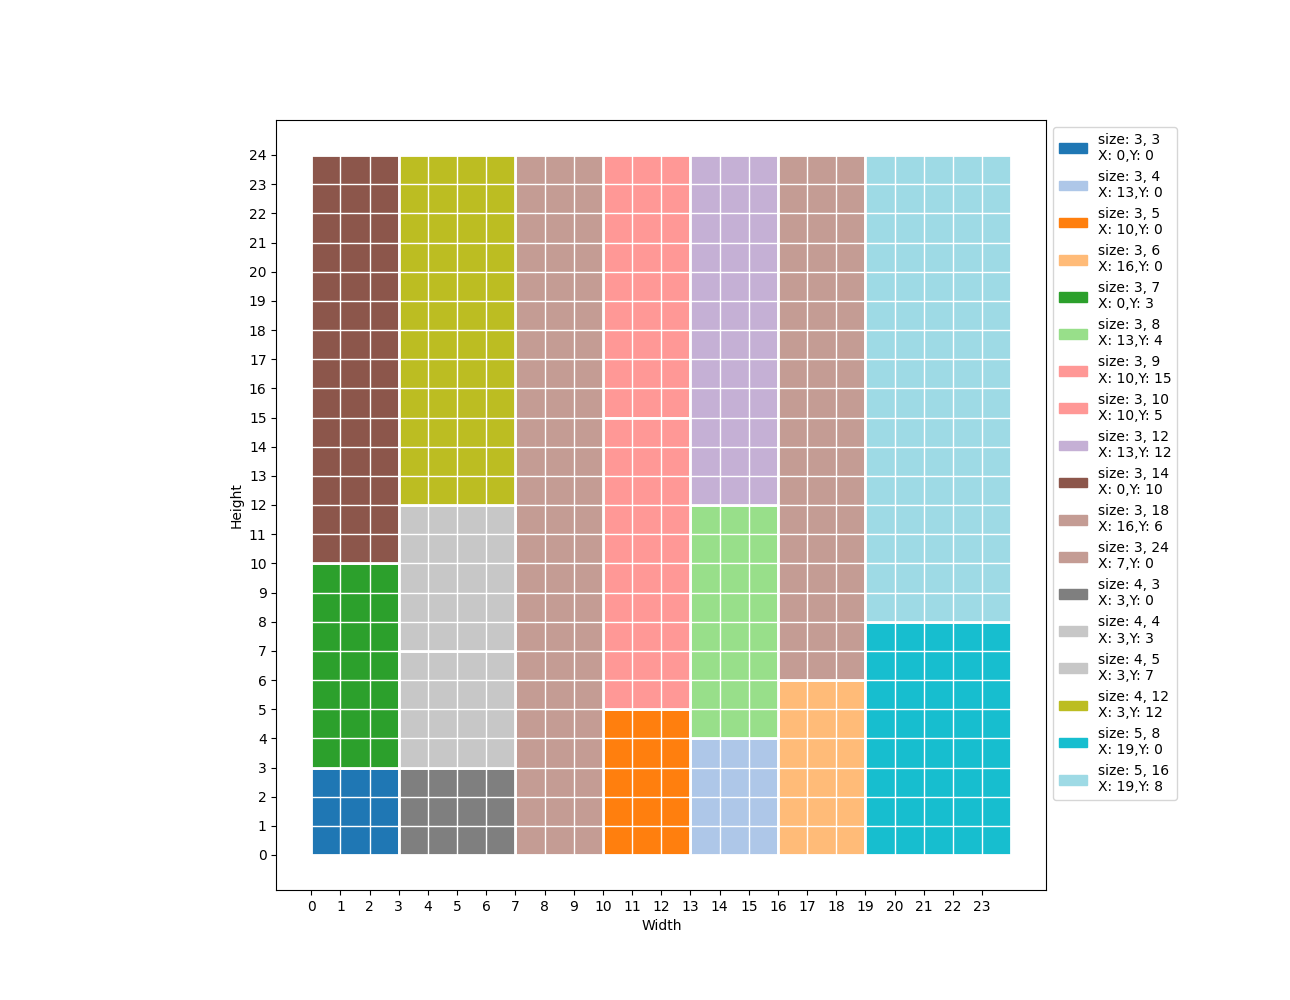 24
23
22
21
20
19
18
17
16
15
14
13
12
11
10
9
8
7
6
5
4
3
2
1
0
Height
0 1 2 3 4 5 6 7 8 9 10 11 12 13 14 15 16 17 18 19 20 21 22 23
Width
size: 3, 3
X: 0,Y: 0
size: 3, 4
X: 13,Y: 0
size: 3, 5
X: 10,Y: 0
size: 3, 6
X: 16,Y: 0
size: 3, 7
X: 0,Y: 3
size: 3, 8
X: 13,Y: 4
size: 3, 9
X: 10,Y: 15
size: 3, 10
X: 10,Y: 5
size: 3, 12
X: 13,Y: 12
size: 3, 14
X: 0,Y: 10
size: 3, 18
X: 16,Y: 6
size: 3, 24
X: 7,Y: 0
size: 4, 3
X: 3,Y: 0
size: 4, 4
X: 3,Y: 3
size: 4, 5
X: 3,Y: 7
size: 4, 12
X: 3,Y: 12
size: 5, 8
X: 19,Y: 0
size: 5, 16
X: 19,Y: 8